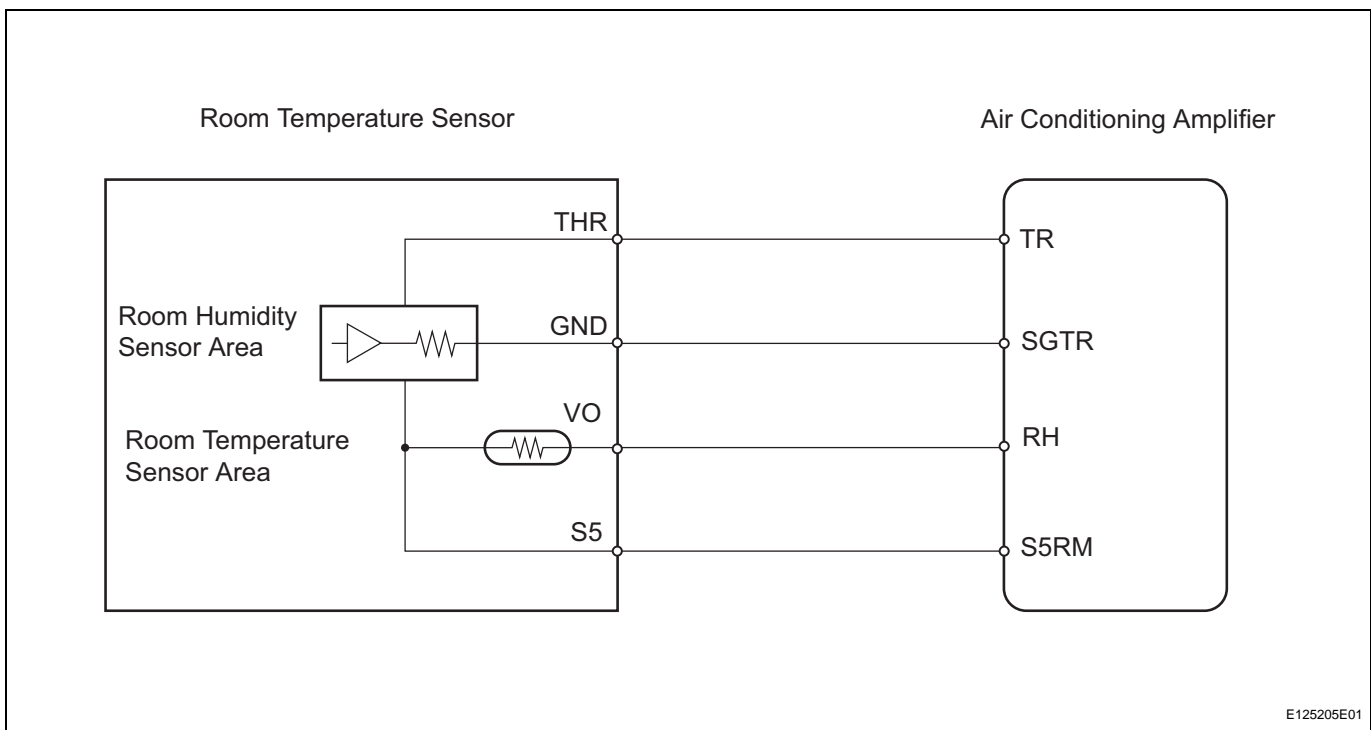 Room Temperature Sensor
Air Conditioning Amplifier
THR
TR
Room Humidity
Sensor Area
GND
SGTR
VO
RH
Room Temperature
Sensor Area
S5
S5RM
E125205E01